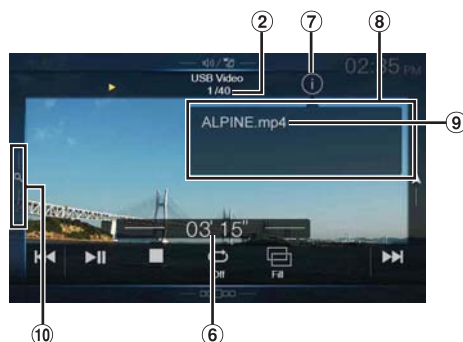 ② ⑦ ⑧
02:35 PM
USB Video
1/40
i
ALPINE.mp4
⑨
03'15"
Off
Fill
⑩ ⑥